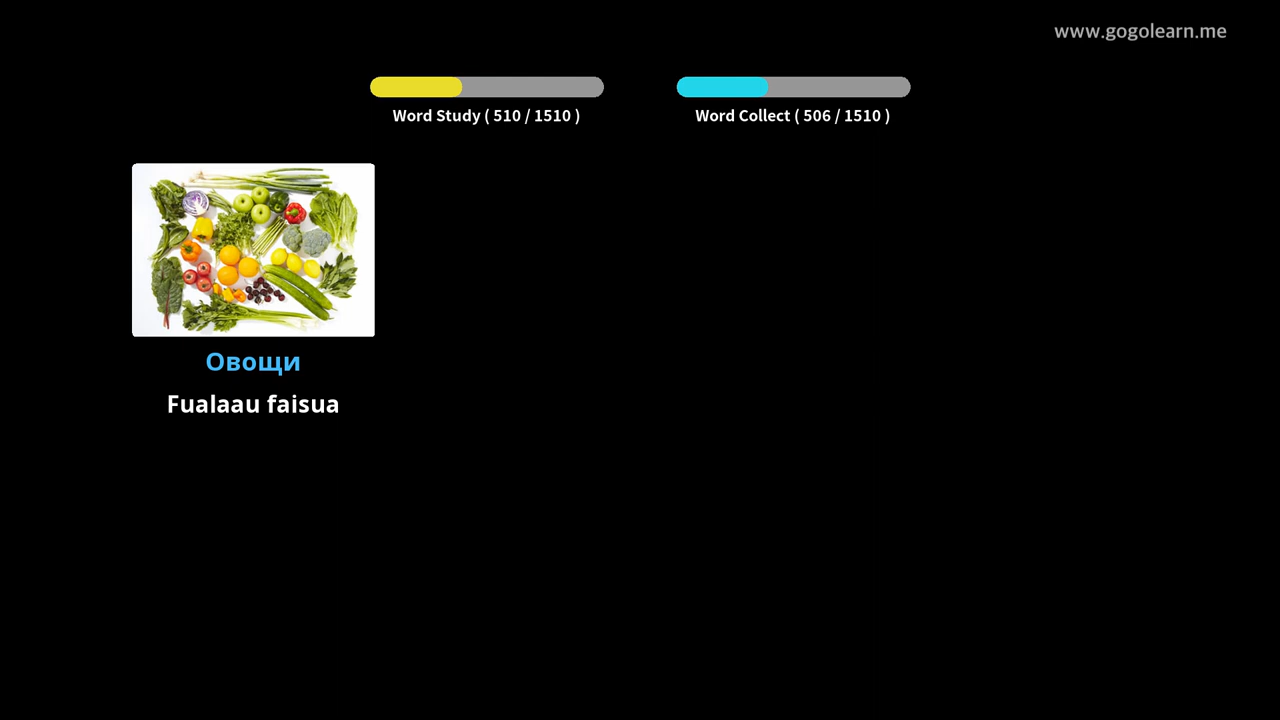 www.gogolearn.me
Word Study ( 510 / 1510 )
Word Collect ( 506 / 1510 )
Овощи
Fualaau faisua